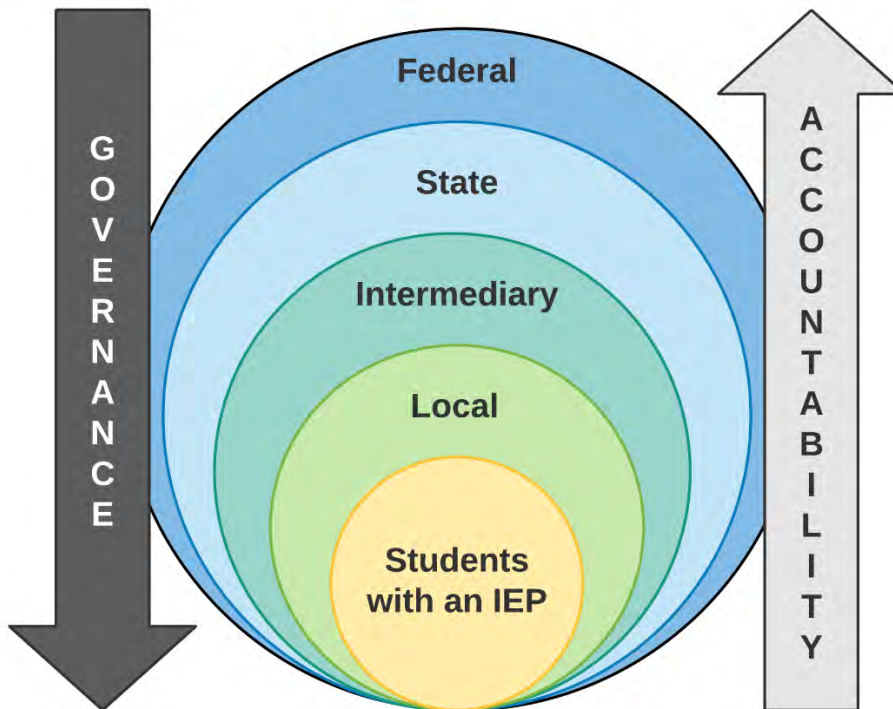 GOVERNANCE
Federal
State
Intermediary
Local
Students
with an IEP
ACCOUNTABILITY